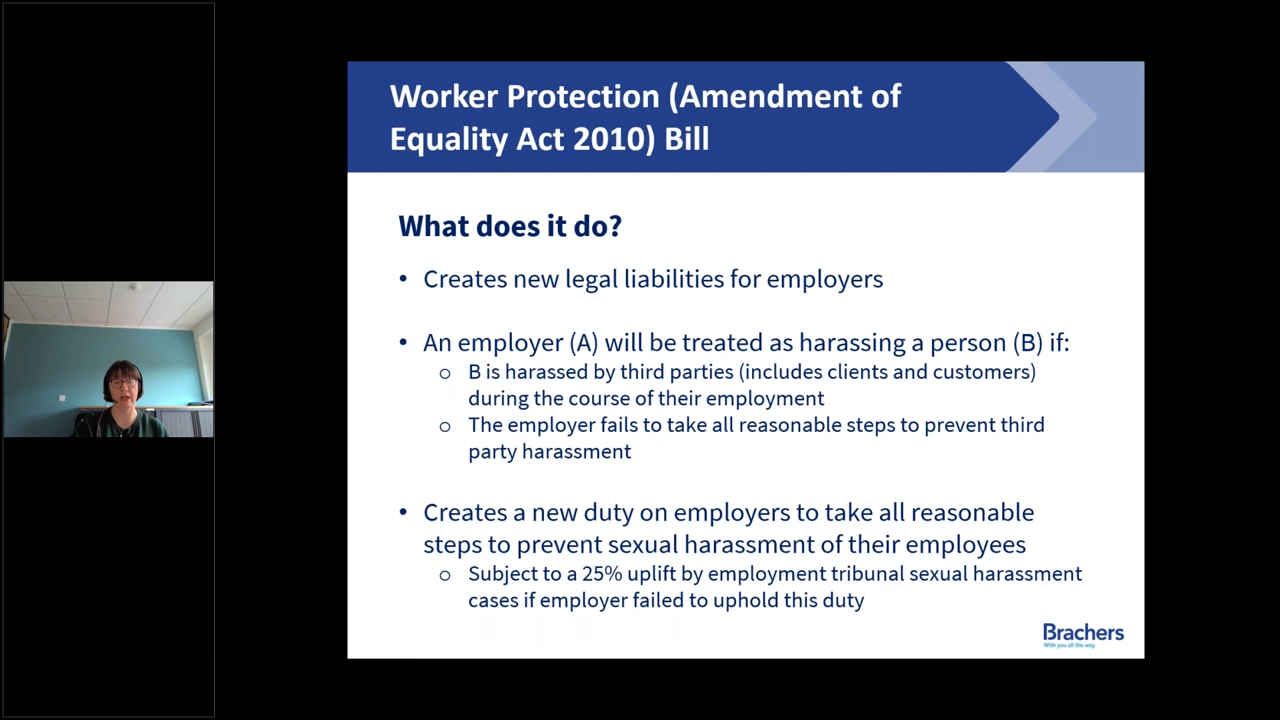 Worker Protection (Amendment of
Equality Act 2010) Bill
What does it do?
• Creates new legal liabilities for employers
• An employer (A) will be treated as harassing a person (B) if:
o B is harassed by third parties (includes clients and customers)
during the course of their employment
o The employer fails to take all reasonable steps to prevent third
party harassment
• Creates a new duty on employers to take all reasonable
steps to prevent sexual harassment of their employees
o Subject to a 25% uplift by employment tribunal sexual harassment
cases if employer failed to uphold this duty
Brachers
With you all the way